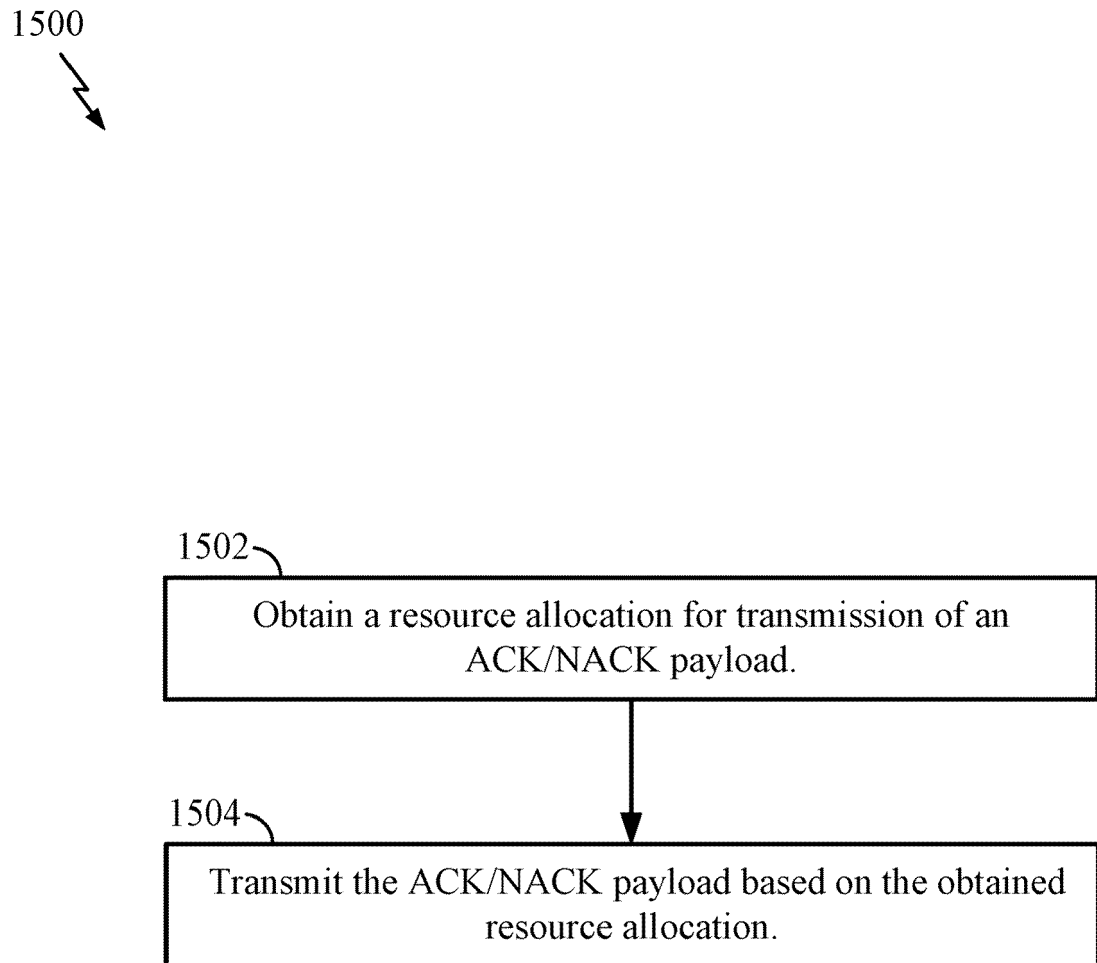 1500
1502
Obtain a resource allocation for transmission of an
ACK/NACK payload.
1504
Transmit the ACK/NACK payload based on the obtained
resource allocation.